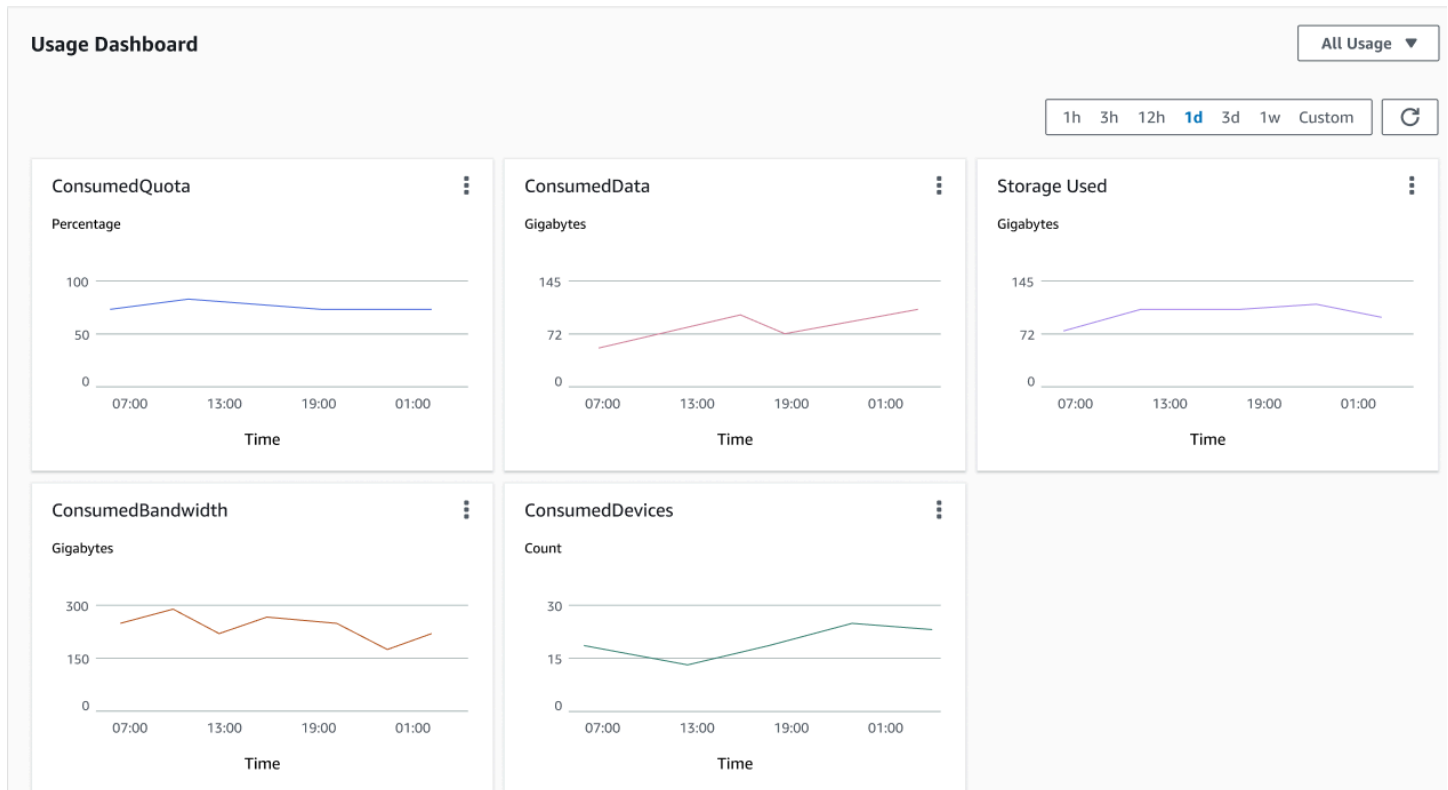 Usage Dashboard
All Usage
1h 3h 12h 1d 3d 1w Custom
ConsumedQuota
Percentage
100
50
0
07:00 13:00 19:00 01:00
Time
ConsumedData
Gigabytes
145
72
0
07:00 13:00 19:00 01:00
Time
Storage Used
Gigabytes
145
72
0
07:00 13:00 19:00 01:00
Time
ConsumedBandwidth
Gigabytes
300
150
0
07:00 13:00 19:00 01:00
Time
ConsumedDevices
Count
30
15
0
07:00 13:00 19:00 01:00
Time